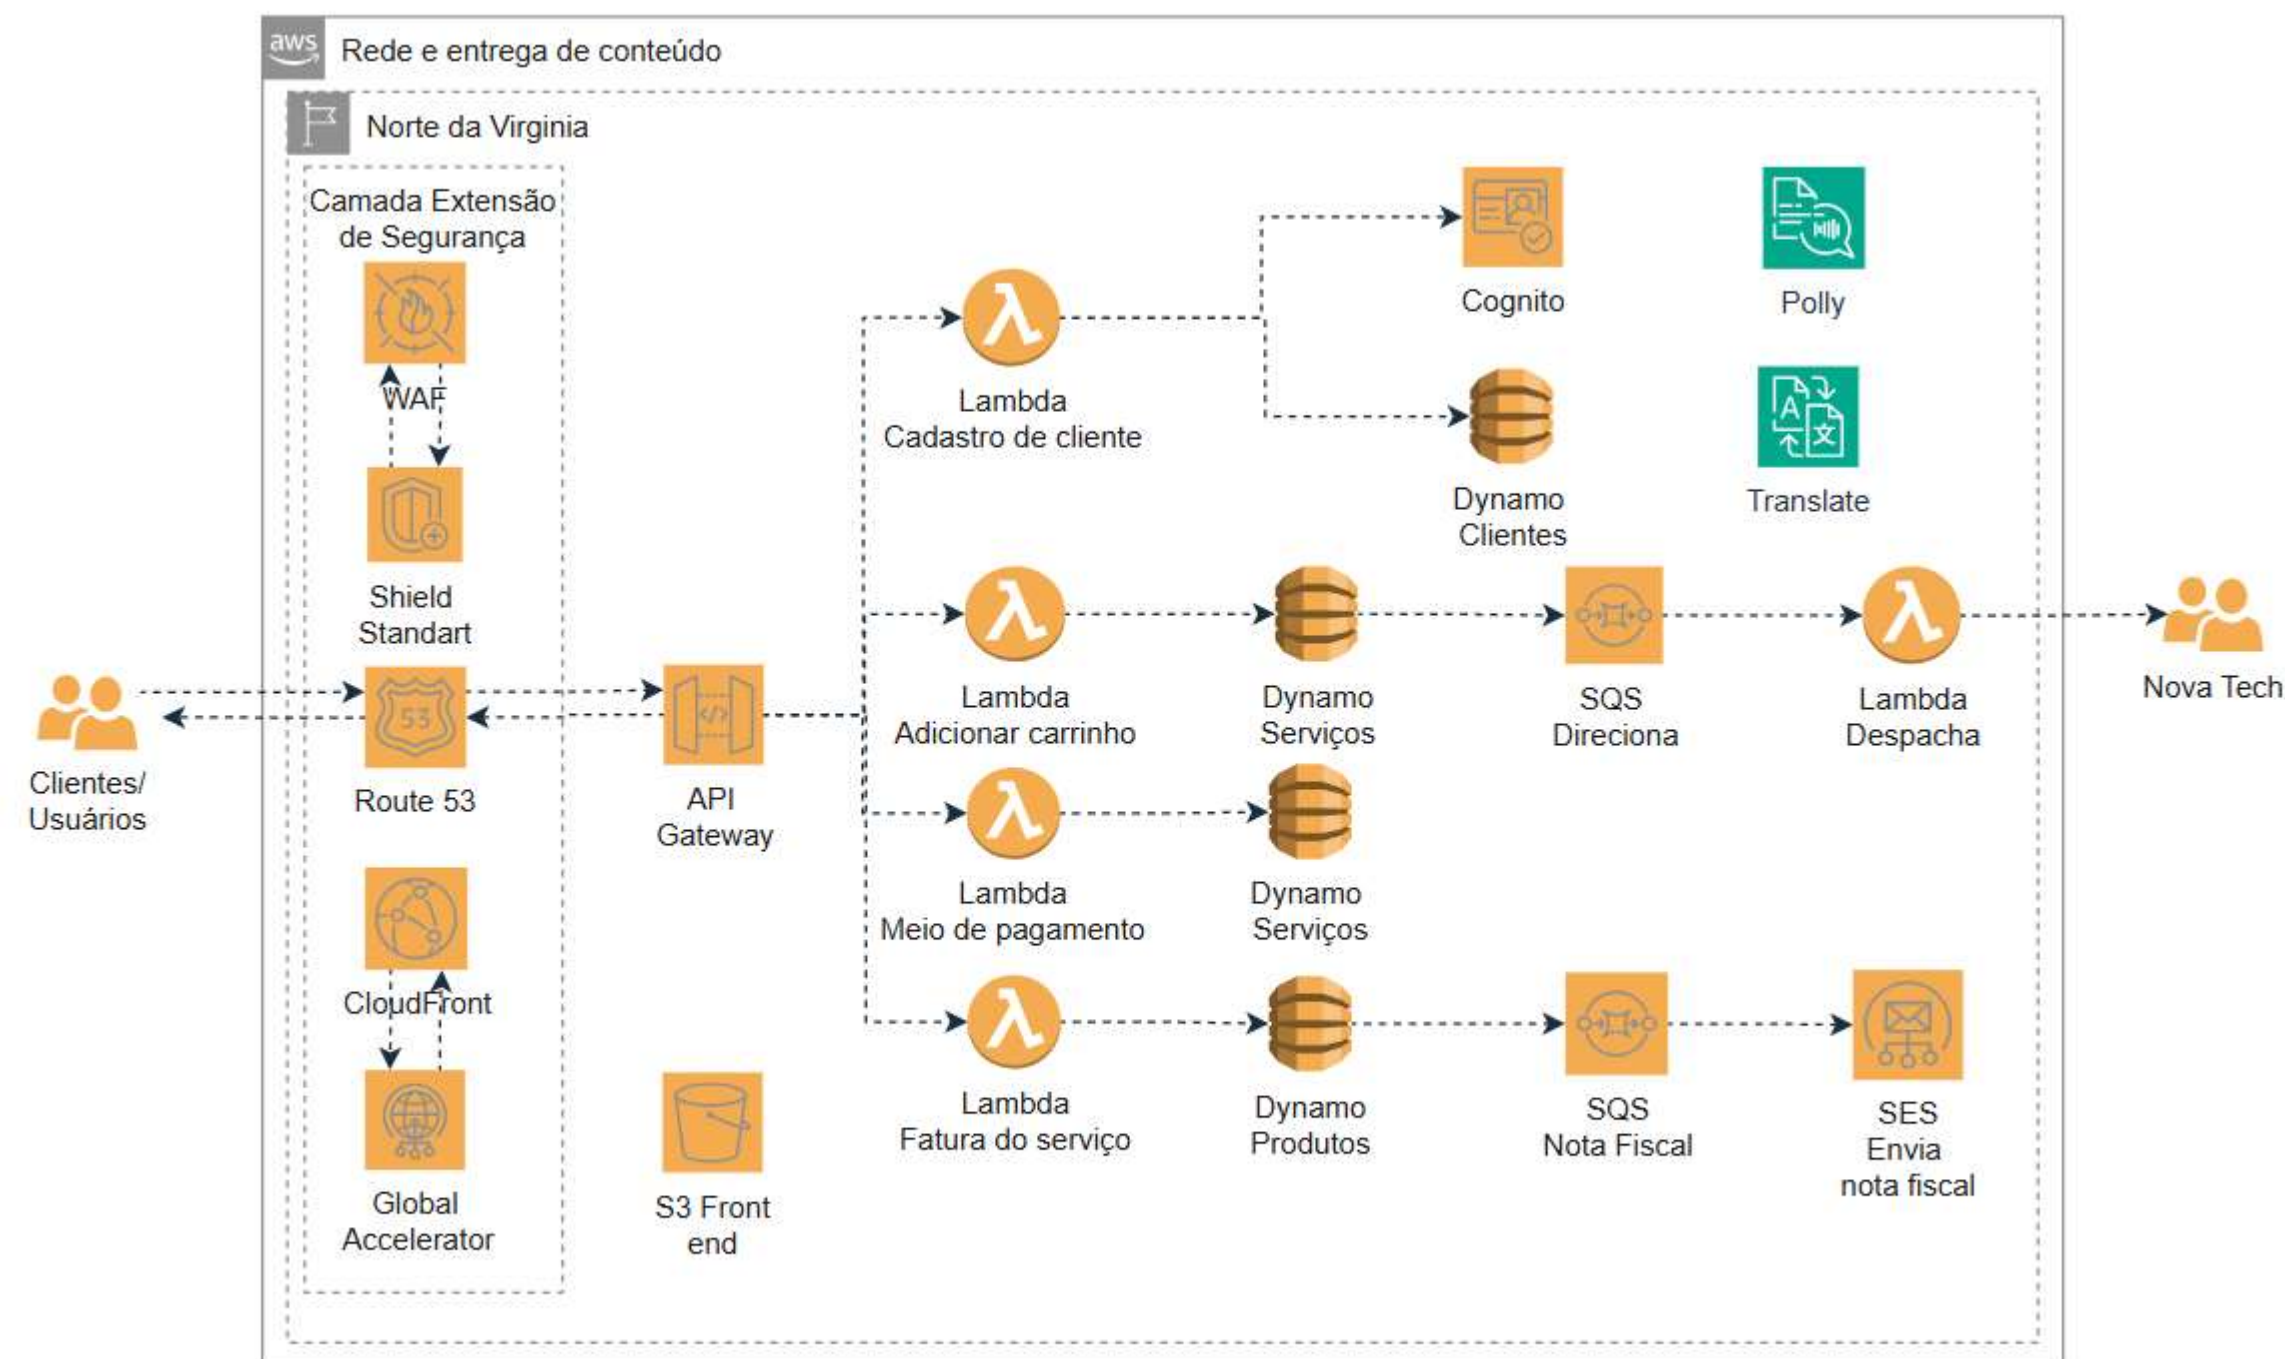 aws
Rede e entrega de conteúdo
Norte da Virginia
Camada Extensão
de Segurança
WAF
Shield
Standart
53
Route 53
CloudFront
Global
Accelerator
Clientes/
Usuários
</>
API
Gateway
S3 Front
end
Lambda
Cadastro de cliente
Cognito
Polly
Dynamo
Clientes
A
文
Translate
Lambda
Adicionar carrinho
Dynamo
Serviços
SQS
Direciona
Lambda
Despacha
Nova Tech
Lambda
Meio de pagamento
Dynamo
Serviços
Lambda
Fatura do serviço
Dynamo
Produtos
SQS
Nota Fiscal
SES
Envia
nota fiscal